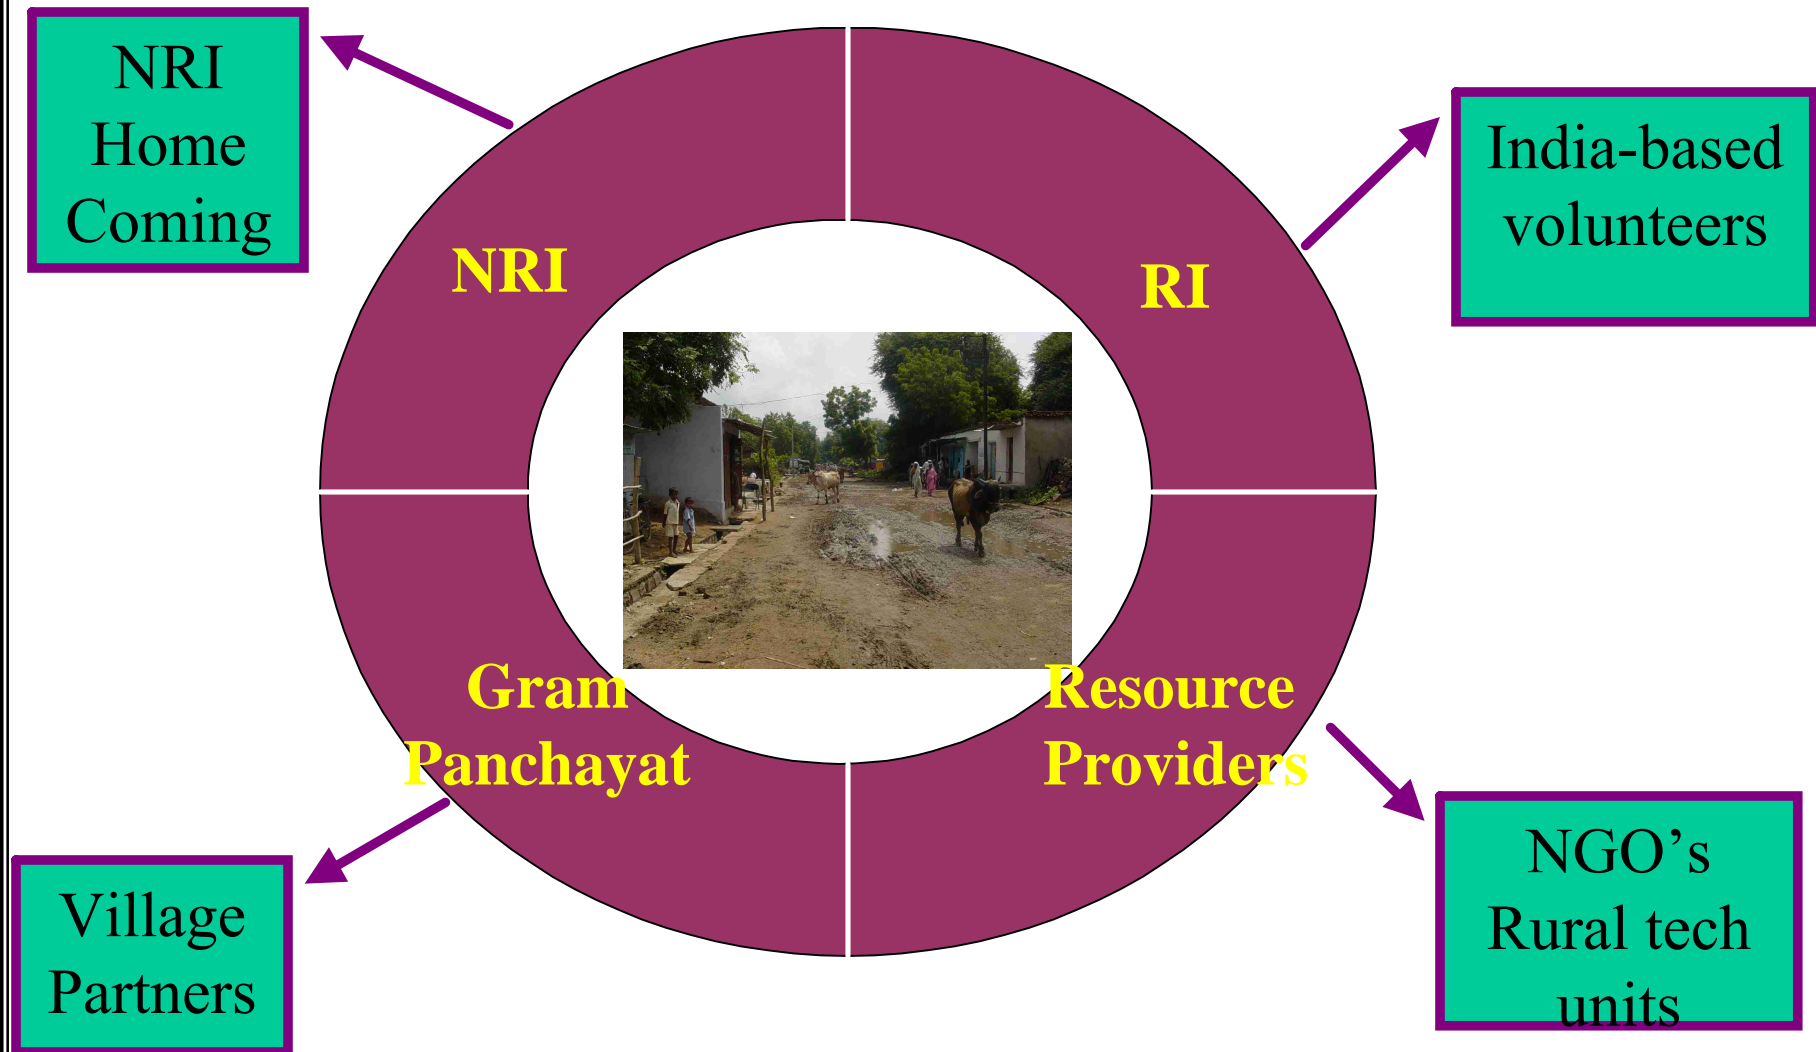 NRI
Home
Coming
India-based
volunteers
NRI
RI
Gram
Panchayat
Resource
Providers
Village
Partners
NGO’s
Rural tech
units